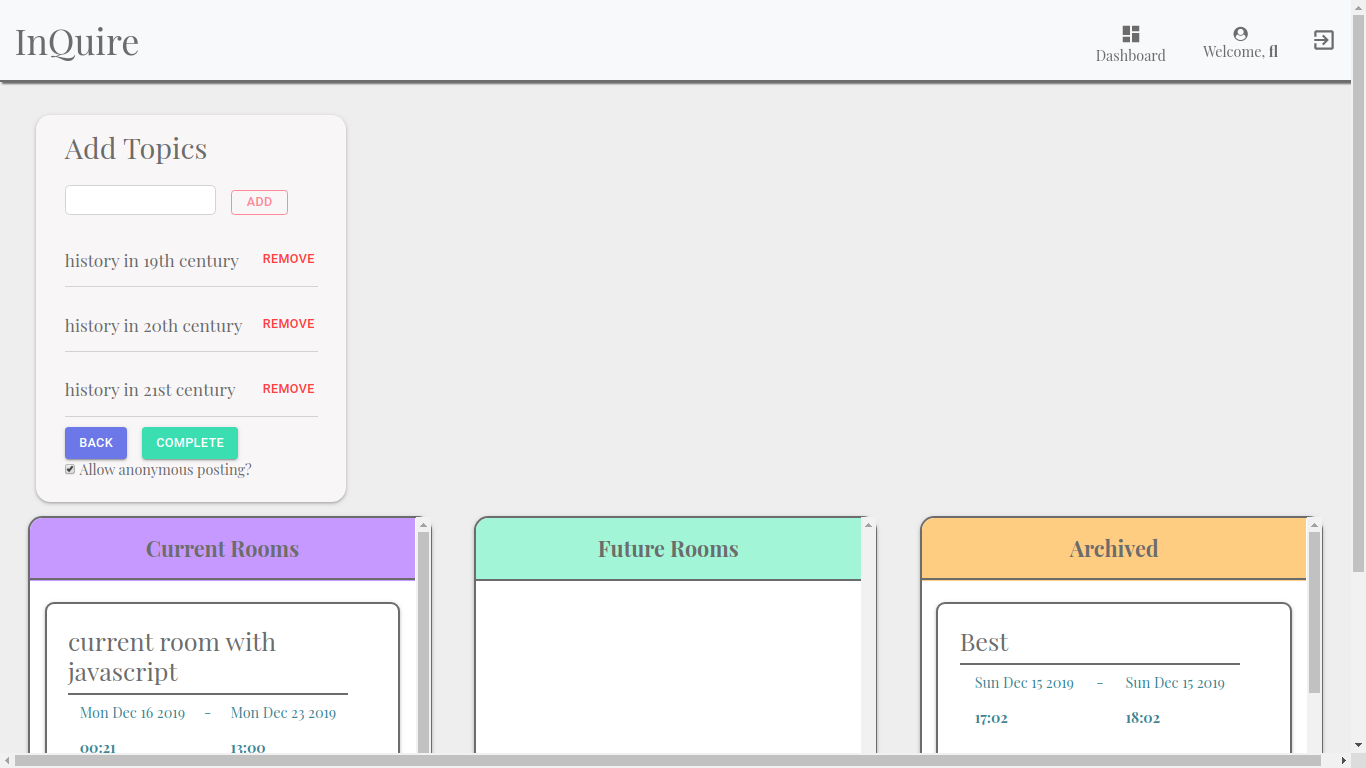 InQuire
Dashboard
Welcome, fl
Add Topics
ADD
history in 19th century REMOVE
history in 20th century REMOVE
history in 21st century REMOVE
BACK COMPLETE
Allow anonymous posting?
Current Rooms
current room with
javascript
Mon Dec 16 2019 - Mon Dec 23 2019
00:21 13:00
Future Rooms
Archived
Best
Sun Dec 15 2019 - Sun Dec 15 2019
17:02 18:02